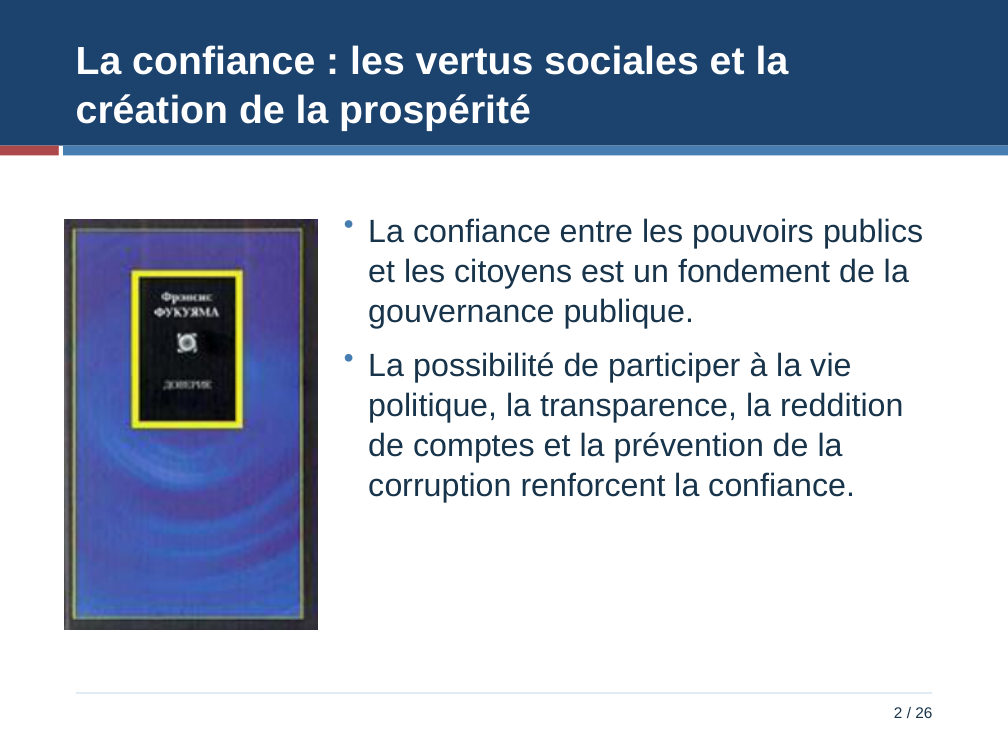 La confiance : les vertus sociales et la
création de la prospérité
Фрэнсис
ФУКУЯМА
ДОВЕРИЕ
• La confiance entre les pouvoirs publics
et les citoyens est un fondement de la
gouvernance publique.
• La possibilité de participer à la vie
politique, la transparence, la reddition
de comptes et la prévention de la
corruption renforcent la confiance.
2 / 26